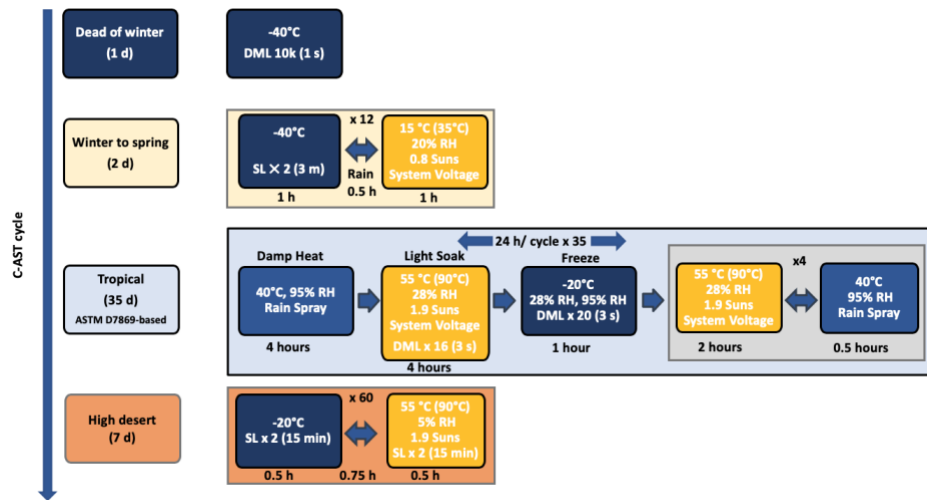 C-AST cycle
Dead of winter
(1 d)
-40°C
DML 10k (1 s)
Winter to spring
(2 d)
x 12
-40°C
SL X 2 (3 m)
1 h
Rain
0.5 h
15 °C (35°C)
20% RH
0.8 Suns
System Voltage
1 h
Tropical
(35 d)
ASTM D7869-based
24 h/ cycle x 35
Damp Heat
40°C, 95% RH
Rain Spray
4 hours
Light Soak
55 °C (90°C)
28% RH
1.9 Suns
System Voltage
DML x 16 (3 s)
4 hours
Freeze
-20°C
28% RH, 95% RH
DML x 20 (3 s)
1 hour
x4
55 °C (90°C)
28% RH
1.9 Suns
System Voltage
2 hours
40°C
95% RH
Rain Spray
0.5 hours
High desert
(7 d)
x 60
-20°C
SL x 2 (15 min)
0.5 h
0.75 h
55 °C (90°C)
5% RH
1.9 Suns
SL x 2 (15 min)
0.5 h